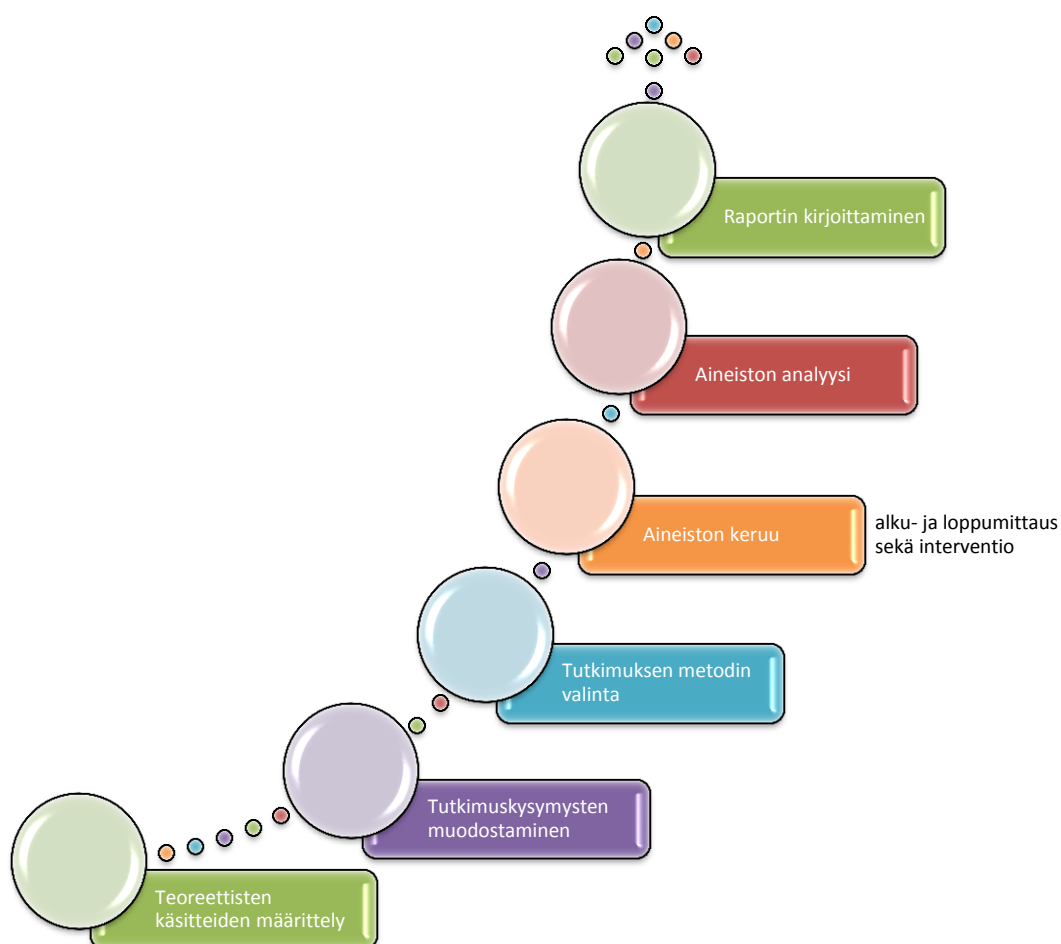 Raportin kirjoittaminen
Aineiston analyysi
Aineiston keruu
alku- ja loppumittaus
sekä interventio
Tutkimuksen metodin
valinta
Tutkimuskysymysten
muodostaminen
Teoreettisten
käsitteiden määrittely